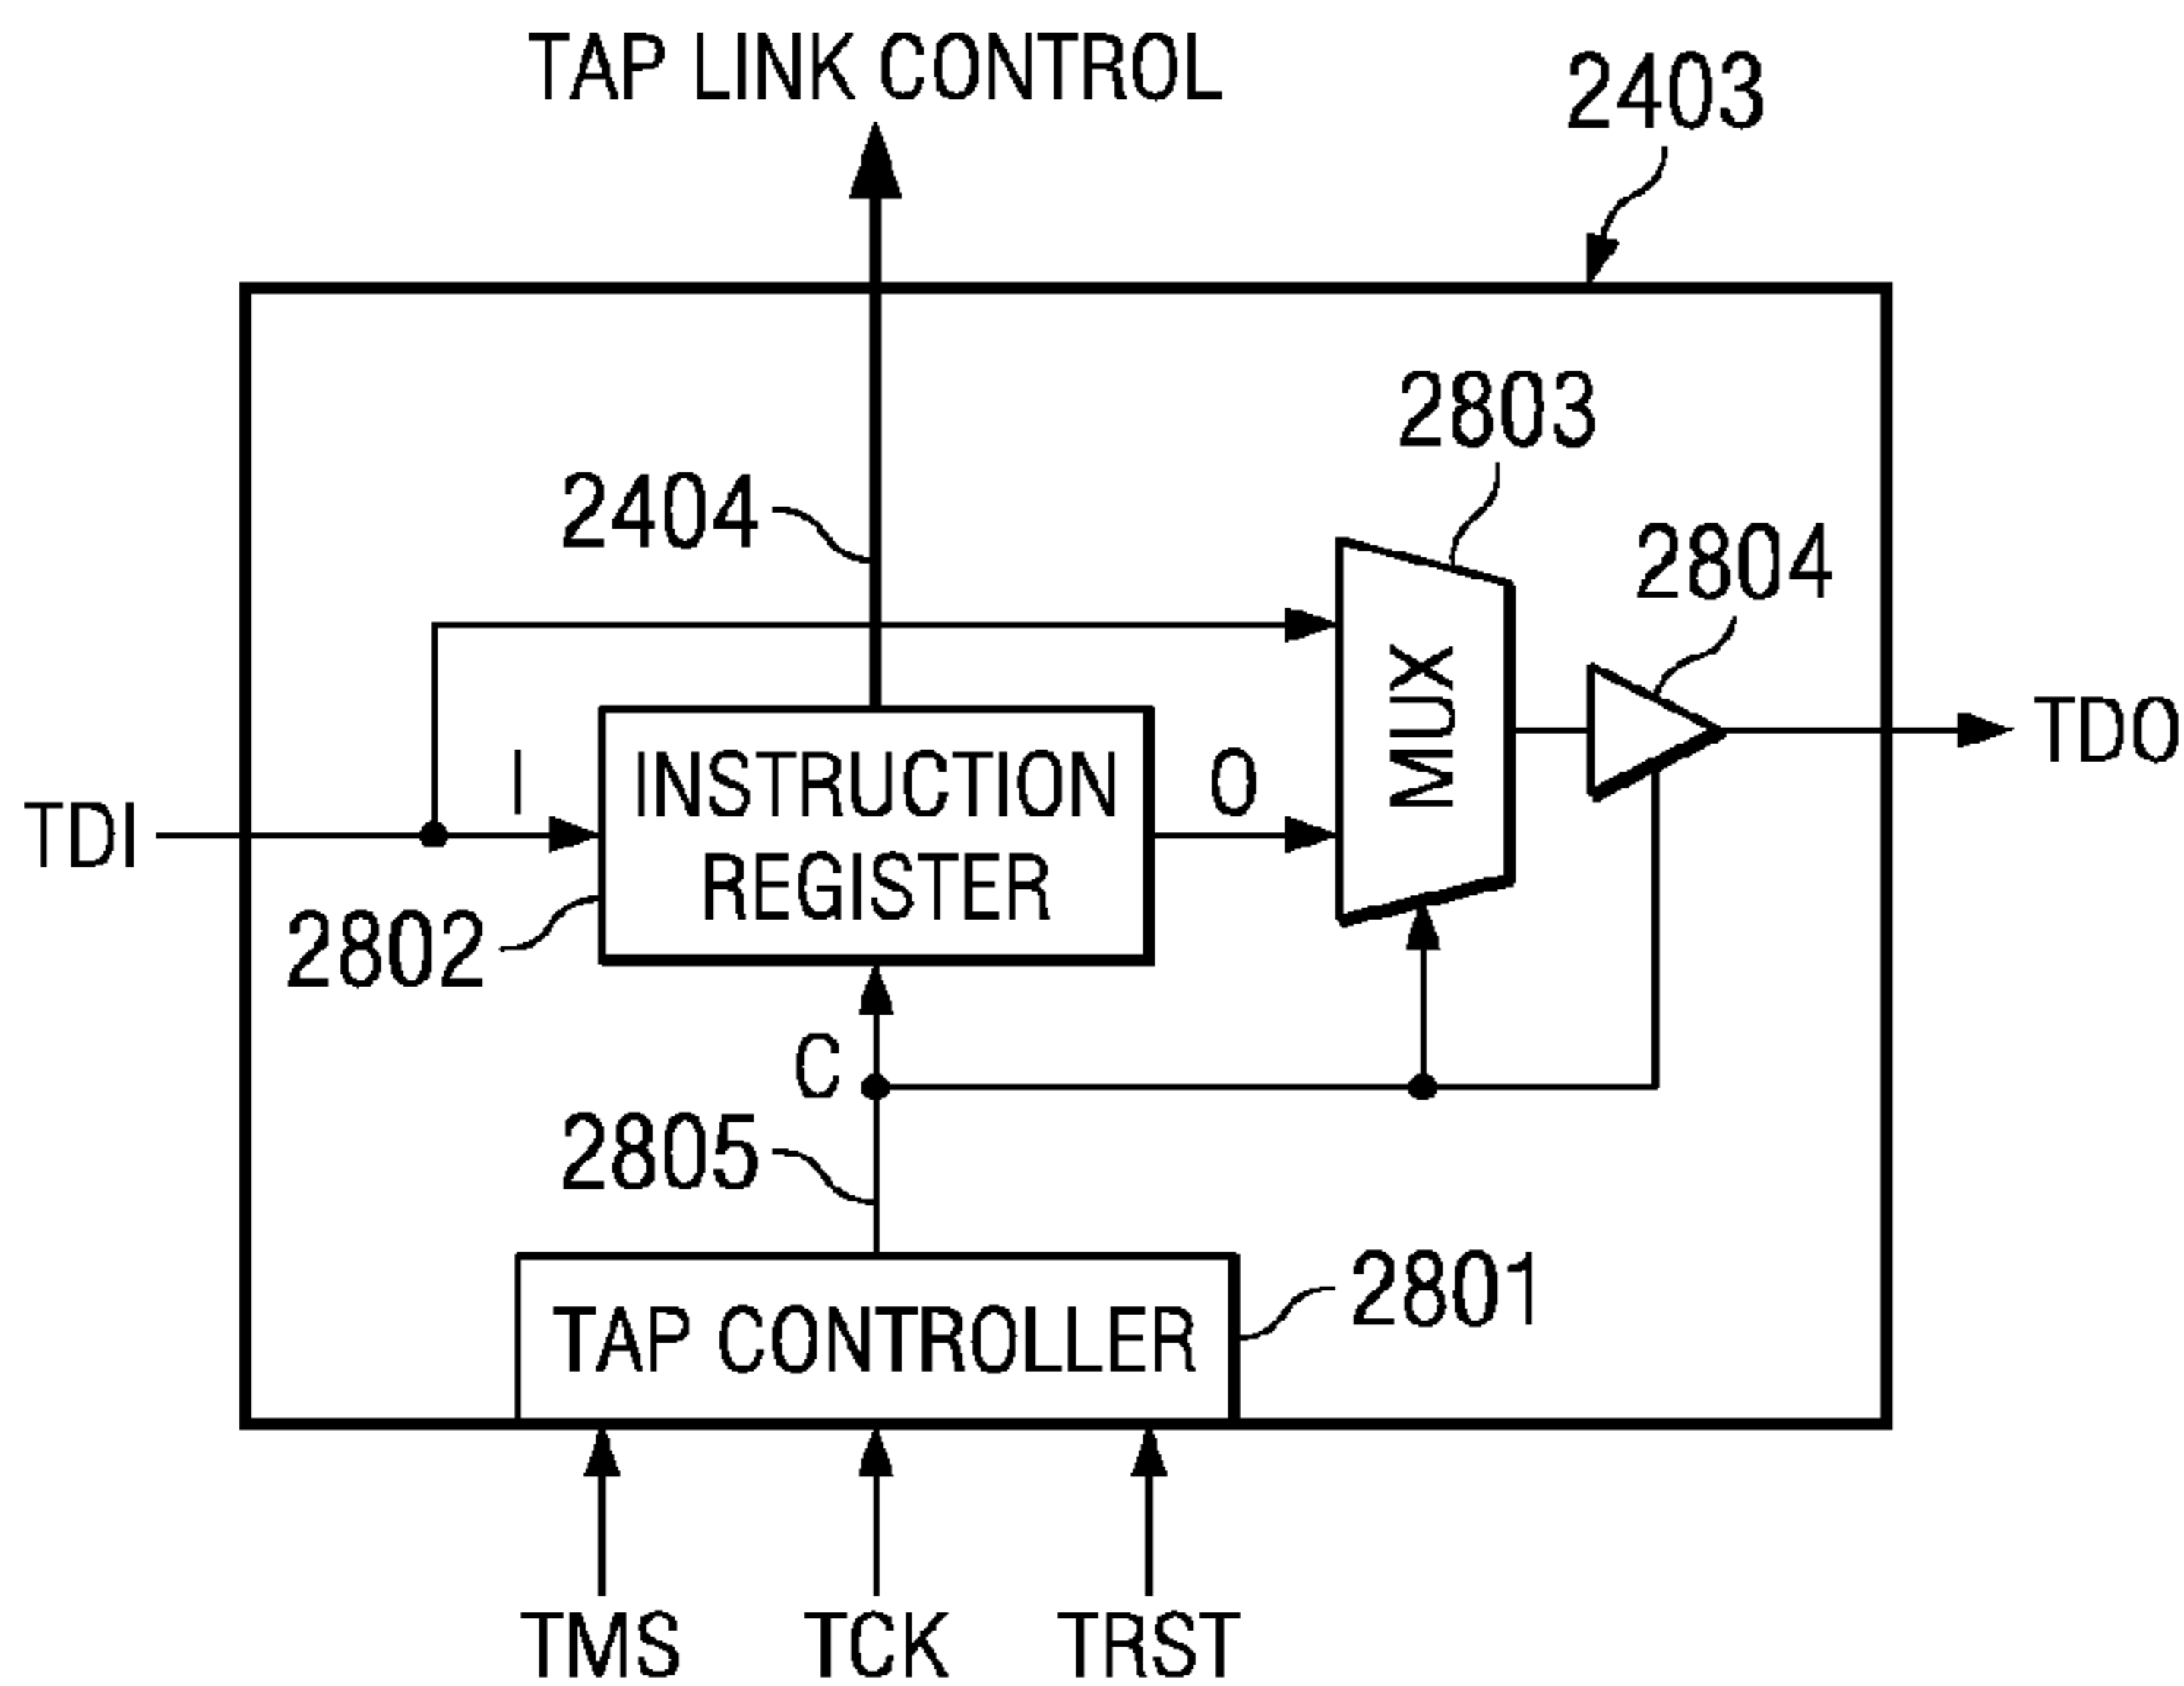 TAP LINK CONTROL
2403
2803
2404
2804
MUX
TDO
I
INSTRUCTION
REGISTER
O
TDI
2802
C
2805
2801
TAP CONTROLLER
TMS
TCK
TRST